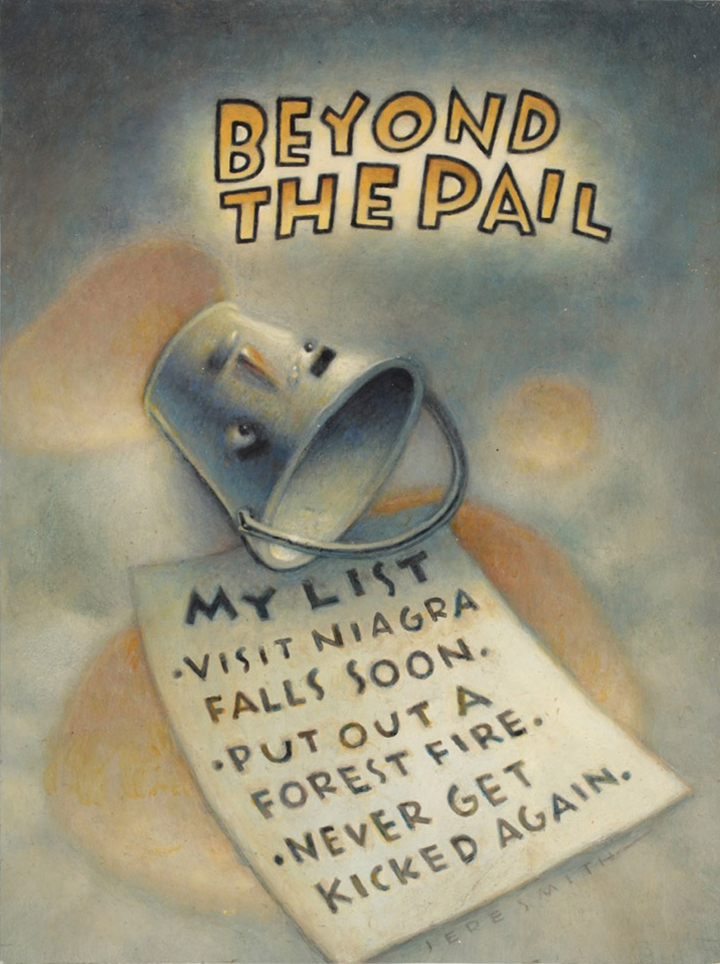 BEYOND
THE PAIL
MY LIST
·VISIT NIAGRA
FALLS SOON.
·PUT OUT A
FOREST FIRE.
·NEVER GET
KICKED AGAIN.
JERE SMITH